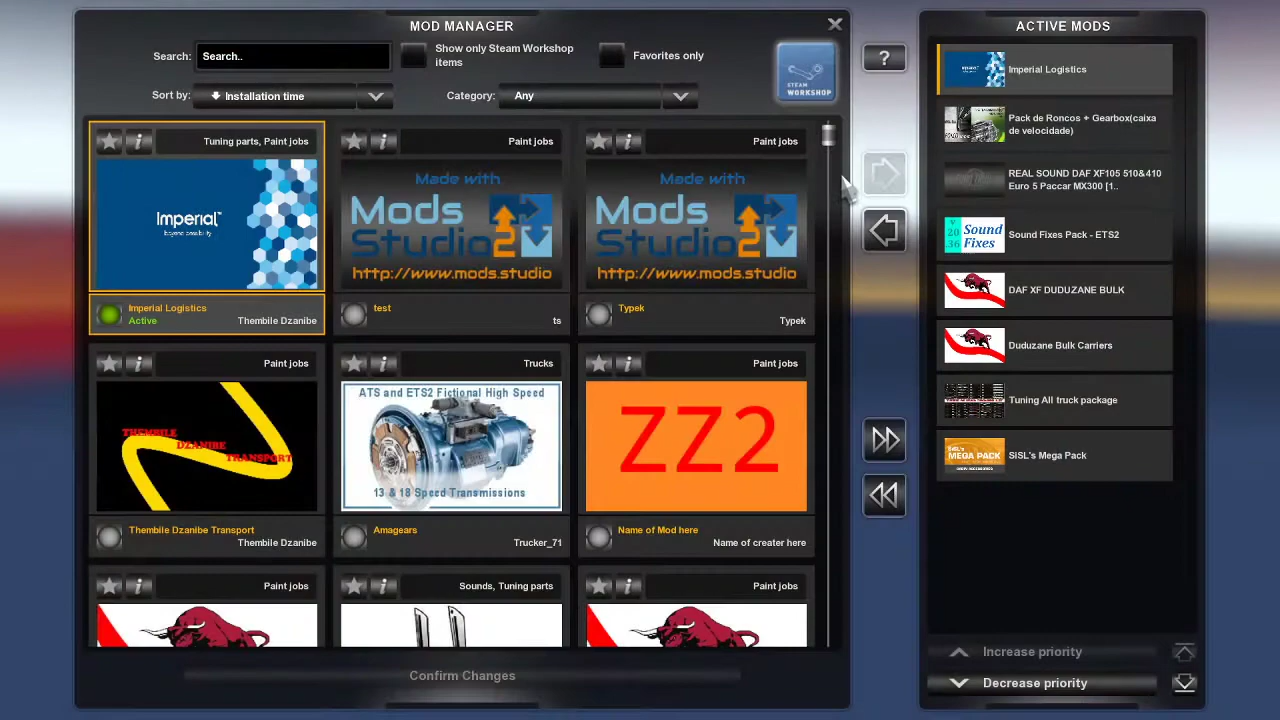 MOD MANAGER
Search:
Search..
Show only Steam Workshop
items
Favorites only
STEAM
WORKSHOP
Sort by:
Installation time
Category:
Any
Tuning parts, Paint jobs
Imperial™
beyond possibility
Imperial Logistics
Active
Thembile Dzanibe
Paint jobs
Made with
Mods
Studio2
http://www.mods.studio
test
ts
Paint jobs
Made with
Mods
Studio2
http://www.mods.studio
Typek
Typek
Paint jobs
THEMBILE
DZANIBE
TRANSPORT
Thembile Dzanibe Transport
Thembile Dzanibe
Trucks
ATS and ETS2 Fictional High Speed
13 & 18 Speed Transmissions
Amagears
Trucker_71
Paint jobs
ZZ2
Name of Mod here
Name of creater here
Paint jobs
Sounds, Tuning parts
Paint jobs
Confirm Changes
?
ACTIVE MODS
Imperial
Imperial Logistics
Pack de Roncos + Gearbox(caixa
de velocidade)
REAL SOUND DAF XF105 510&410
Euro 5 Paccar MX300 [1..
V
20
.36
Sound
Fixes
Sound Fixes Pack - ETS2
DAF XF DUDUZANE BULK
Duduzane Bulk Carriers
Tuning All truck package
SiSL's
MEGA PACK
SiSL's Mega Pack
Increase priority
Decrease priority